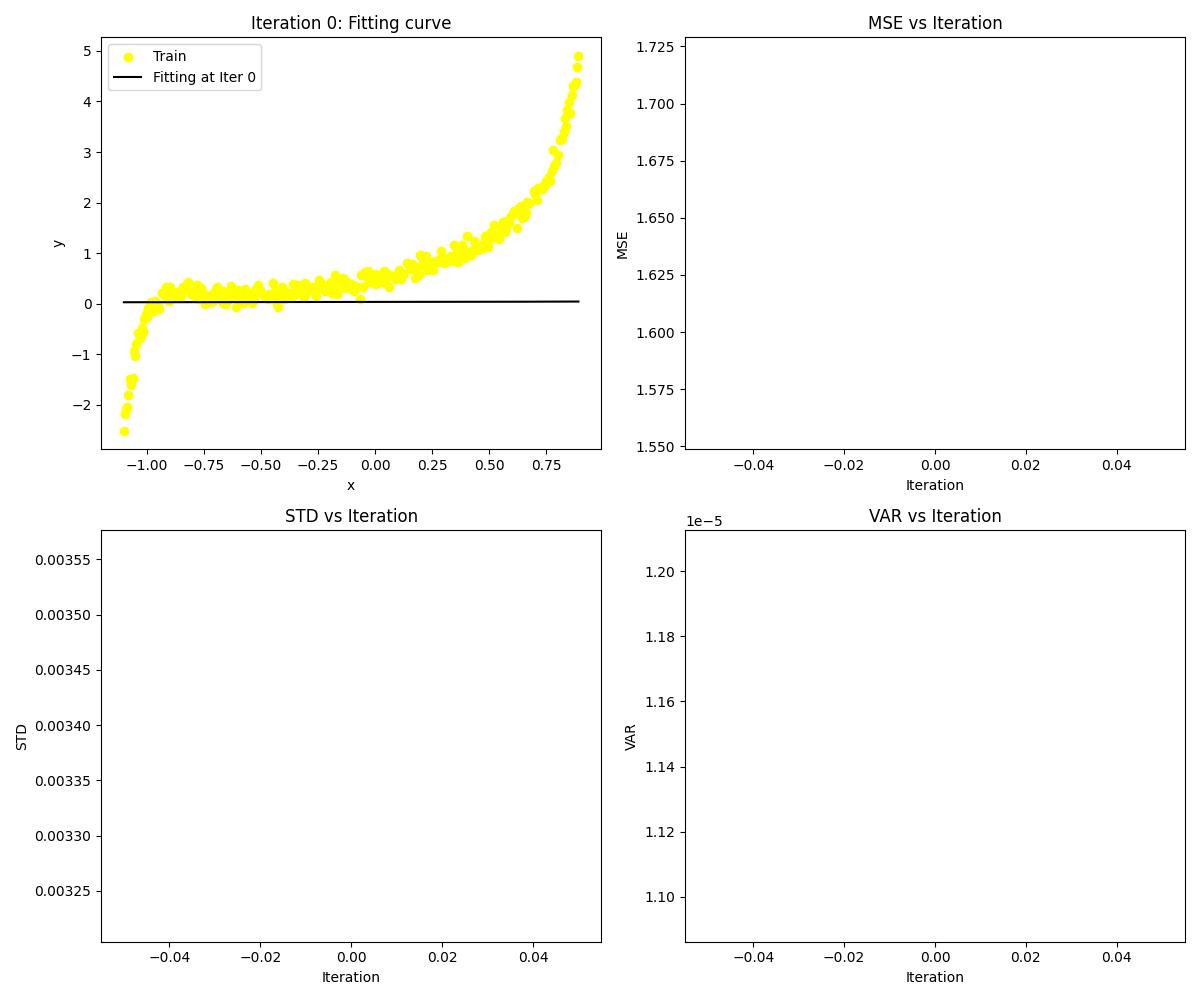 Iteration 0: Fitting curve
Train
Fitting at Iter 0
5
4
3
2
1
0
−1
−2
y
−1.00 −0.75 −0.50 −0.25 0.00 0.25 0.50 0.75
x
MSE vs Iteration
1.725
1.700
1.675
1.650
1.625
1.600
1.575
1.550
MSE
−0.04 −0.02 0.00 0.02 0.04
Iteration
STD vs Iteration
0.00355
0.00350
0.00345
0.00340
0.00335
0.00330
0.00325
STD
−0.04 −0.02 0.00 0.02 0.04
Iteration
VAR vs Iteration
1e−5
1.20
1.18
1.16
1.14
1.12
1.10
VAR
−0.04 −0.02 0.00 0.02 0.04
Iteration